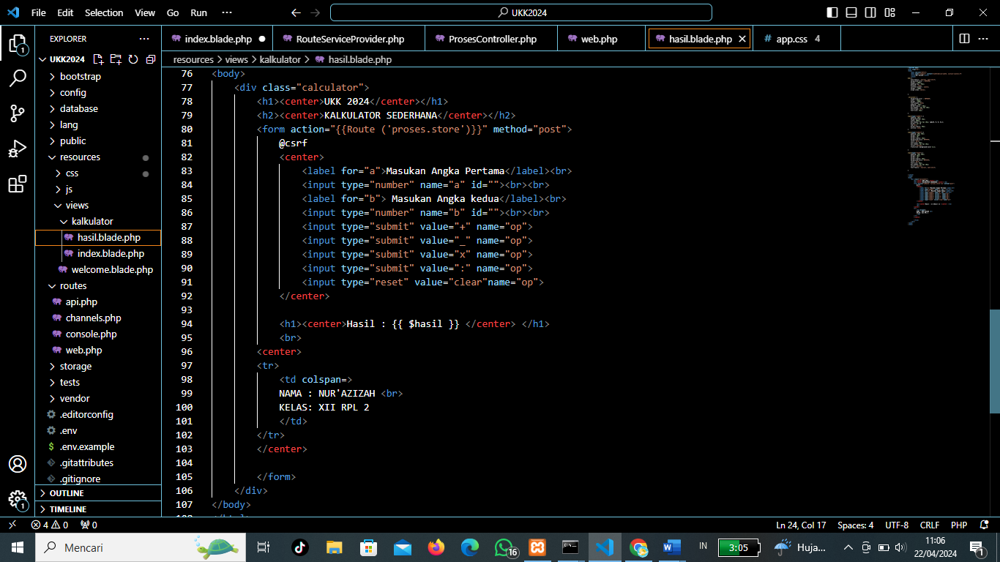 File Edit Selection View Go Run ··· UKK2024
EXPLORER ···
index.blade.php RouteServiceProvider.php ProsesController.php web.php hasil.blade.php app.css 4 ···
UKK2024
resources > views > kalkulator > hasil.blade.php
bootstrap
config
database
lang
public
resources
css
js
views
kalkulator
hasil.blade.php
index.blade.php
welcome.blade.php
routes
api.php
channels.php
console.php
web.php
storage
tests
vendor
.editorconfig
.env
.env.example
.gitattributes
.gitignore
OUTLINE
TIMELINE
1
1
76 <body>
77 <div class="calculator">
78 <h1><center>UKK 2024</center></h1>
79 <h2><center>KALKULATOR SEDERHANA</center></h2>
80 <form action="{{Route ('proses.store')}}" method="post">
81 @csrf
82 <center>
83 <label for="a">Masukan Angka Pertama</label><br>
84 <input type="number" name="a" id=""><br><br>
85 <label for="b"> Masukan Angka kedua</label><br>
86 <input type="number" name="b" id=""><br><br>
87 <input type="submit" value="+" name="op">
88 <input type="submit" value="_" name="op">
89 <input type="submit" value="x" name="op">
90 <input type="submit" value=":" name="op">
91 <input type="reset" value="clear"name="op">
92 </center>
93
94 <h1><center>Hasil : {{ $hasil }} </center> </h1>
95 <br>
96 <center>
97 <tr>
98 <td colspan=>
99 NAMA : NUR'AZIZAH <br>
100 KELAS: XII RPL 2
101 </td>
102 </tr>
103 </center>
104
105 </form>
106 </div>
107 </body>
4 0 0 Ln 24, Col 17 Spaces: 4 UTF-8 CRLF PHP
Mencari 16 IN 3:05 Huja... 11:06
22/04/2024 1